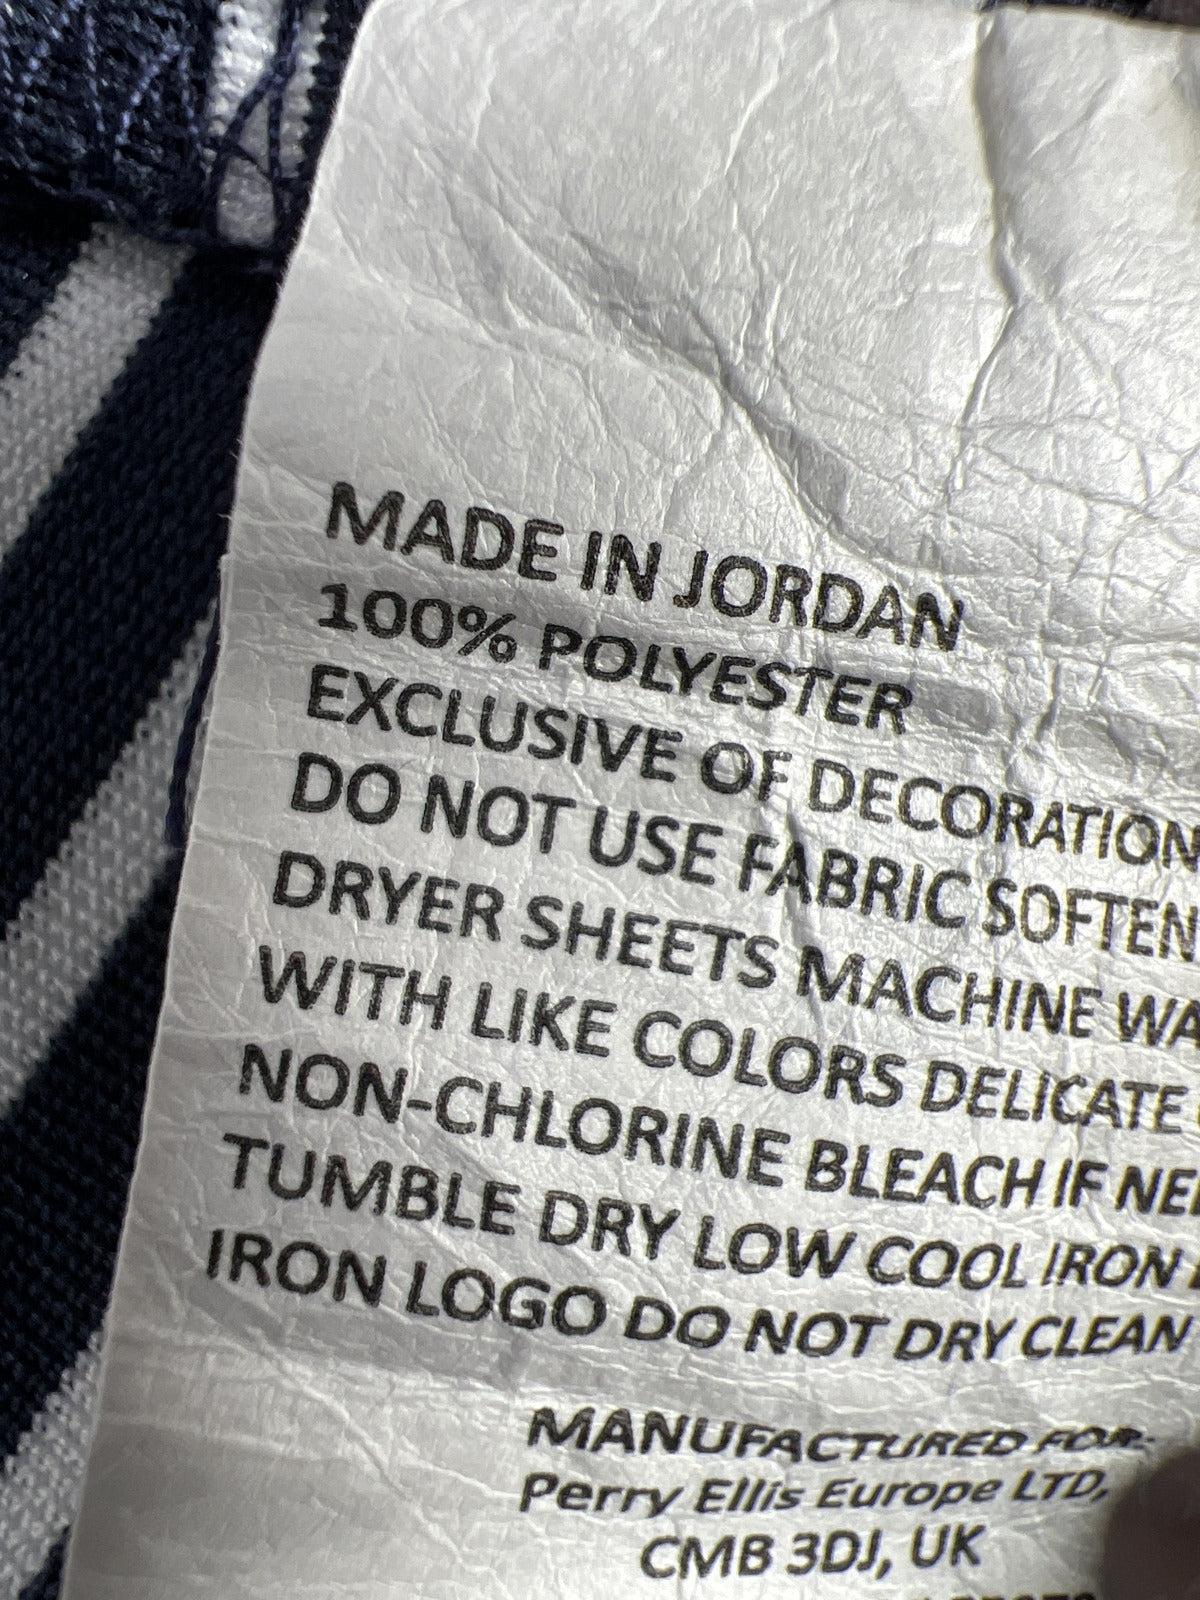 MADE IN JORDAN
100% POLYESTER
EXCLUSIVE OF DECORATION
DO NOT USE FABRIC SOFTEN
DRYER SHEETS MACHINE WA
WITH LIKE COLORS DELICATE
NON-CHLORINE BLEACH IF NE
TUMBLE DRY LOW COOL IRON
IRON LOGO DO NOT DRY CLEAN
MANUFACTURED FOR:
Perry Ellis Europe LTD,
CMB 3DJ, UK